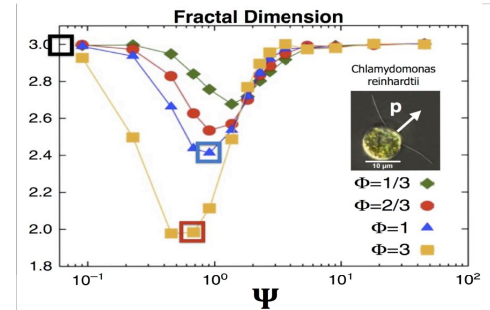 Fractal Dimension
3.0
2.8
2.6
2.4
2.2
2.0
1.8
10⁻¹
10⁰
10¹
10²
Ψ
Chlamydomonas
reinhardtii
p
10 μm
Φ=1/3
Φ=2/3
Φ=1
Φ=3